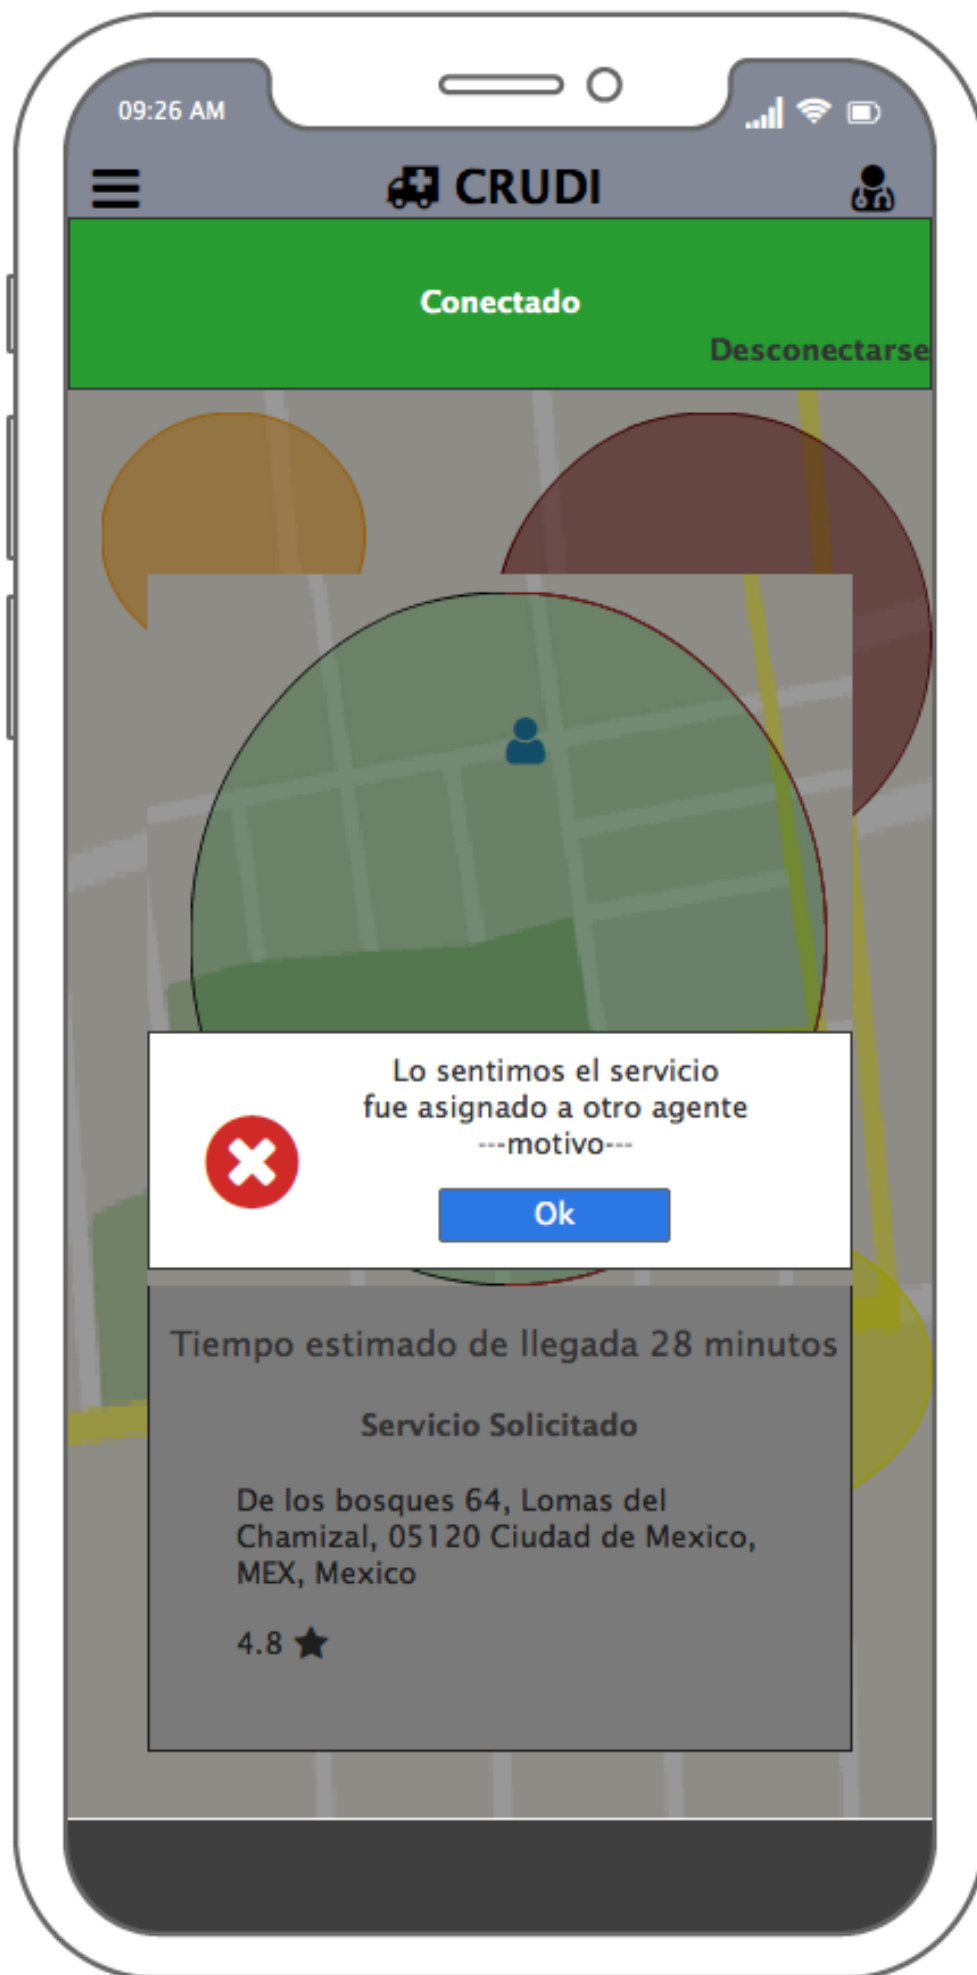 09:26 AM
CRUDI
Conectado
Desconectarse
Lo sentimos el servicio
fue asignado a otro agente
---motivo---
Ok
Tiempo estimado de llegada 28 minutos
Servicio Solicitado
De los bosques 64, Lomas del
Chamizal, 05120 Ciudad de Mexico,
MEX, Mexico
4.8